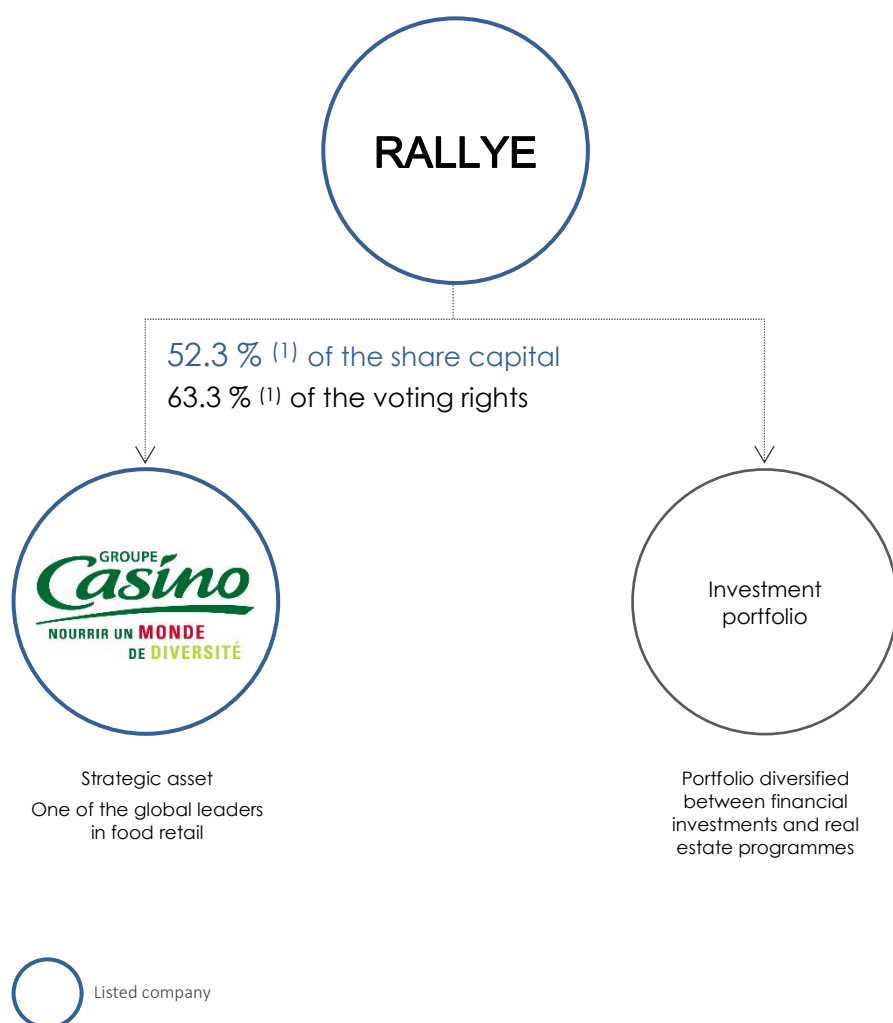 RALLYE
52.3 % (1) of the share capital
63.3 % (1) of the voting rights
GROUPE
Casino
NOURRIR UN MONDE
DE DIVERSITÉ
Investment
portfolio
Strategic asset
One of the global leaders
in food retail
Portfolio diversified
between financial
investments and real
estate programmes
Listed company